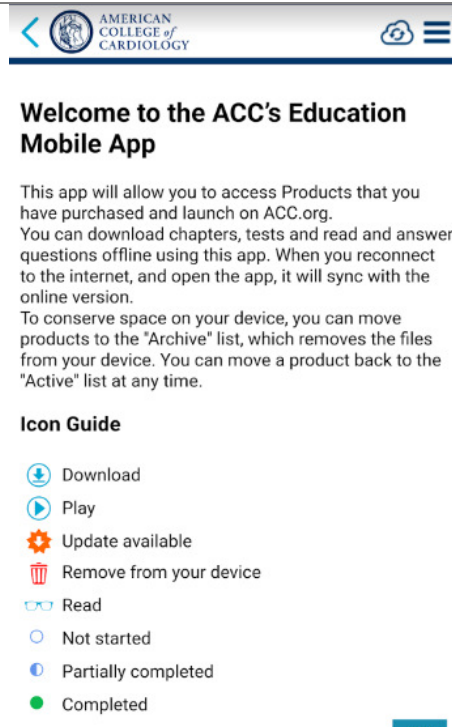 AMERICAN
COLLEGE of
CARDIOLOGY
Welcome to the ACC's Education
Mobile App
This app will allow you to access Products that you
have purchased and launch on ACC.org.
You can download chapters, tests and read and answer
questions offline using this app. When you reconnect
to the internet, and open the app, it will sync with the
online version.
To conserve space on your device, you can move
products to the "Archive" list, which removes the files
from your device. You can move a product back to the
"Active" list at any time.
Icon Guide
Download
Play
Update available
Remove from your device
Read
Not started
Partially completed
Completed